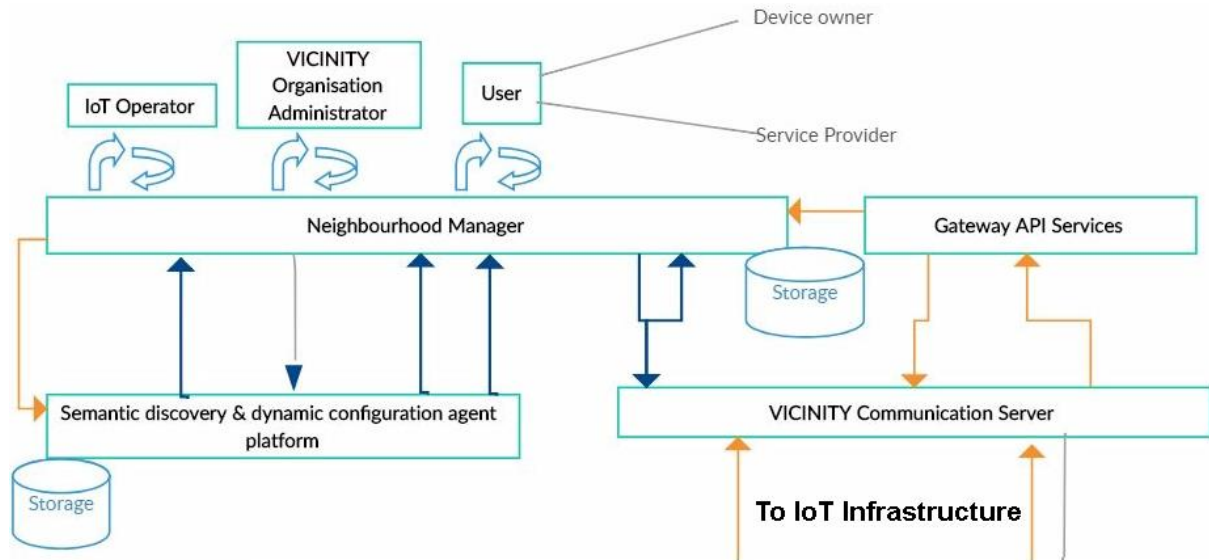 Device owner
VICINITY
Organisation
Administrator
IoT Operator
User
Service Provider
Neighbourhood Manager
Gateway API Services
Storage
Semantic discovery & dynamic configuration agent
platform
VICINITY Communication Server
Storage
To IoT Infrastructure